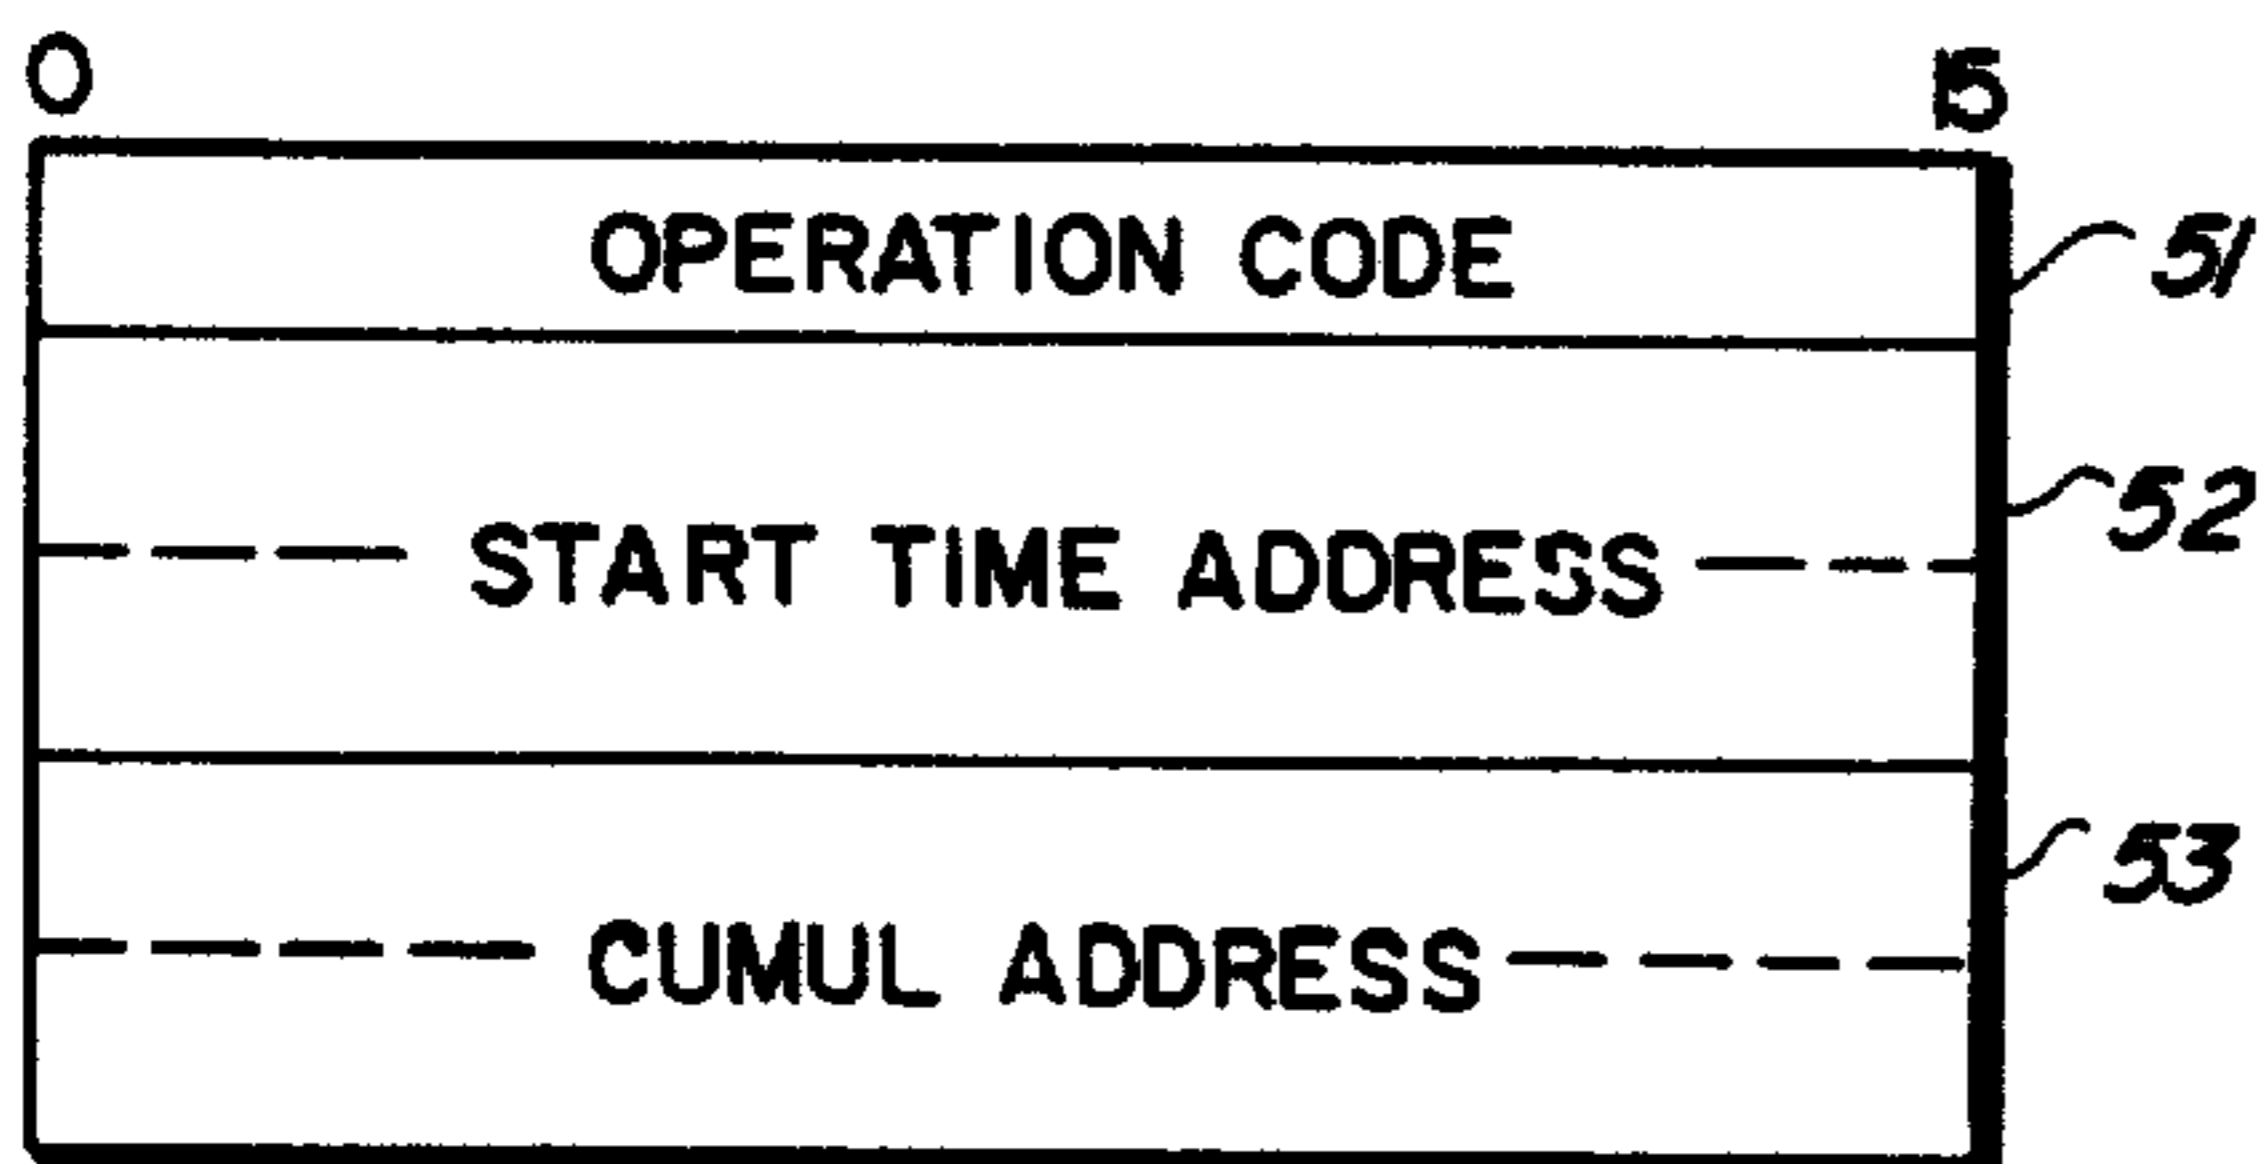 0 15
OPERATION CODE 51
START TIME ADDRESS 52
CUMUL ADDRESS 53